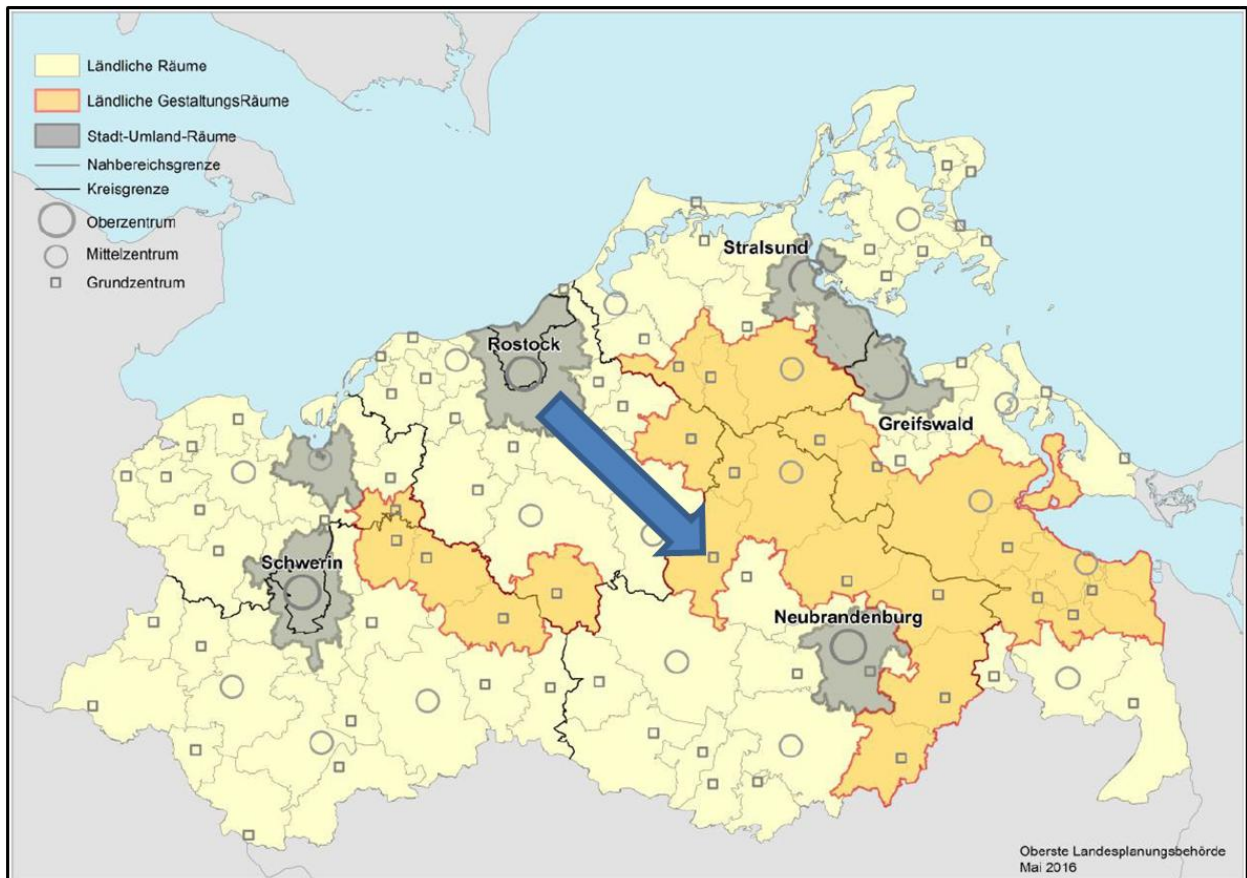 Ländliche Räume
Ländliche GestaltungsRäume
Stadt-Umland-Räume
Nahbereichsgrenze
Kreisgrenze
Oberzentrum
Mittelzentrum
Grundzentrum
Stralsund
Rostock
Greifswald
Schwerin
Neubrandenburg
Oberste Landesplanungsbehörde
Mai 2016